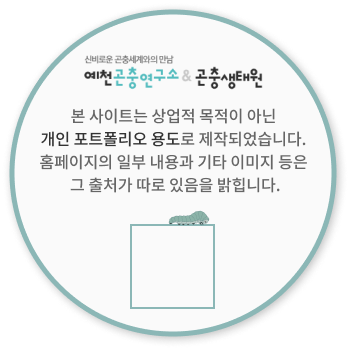 신비로운 곤충세계와의 만남
예천곤충연구소 & 곤충생태원
본 사이트는 상업적 목적이 아닌
개인 포트폴리오 용도로 제작되었습니다.
홈페이지의 일부 내용과 기타 이미지 등은
그 출처가 따로 있음을 밝힙니다.